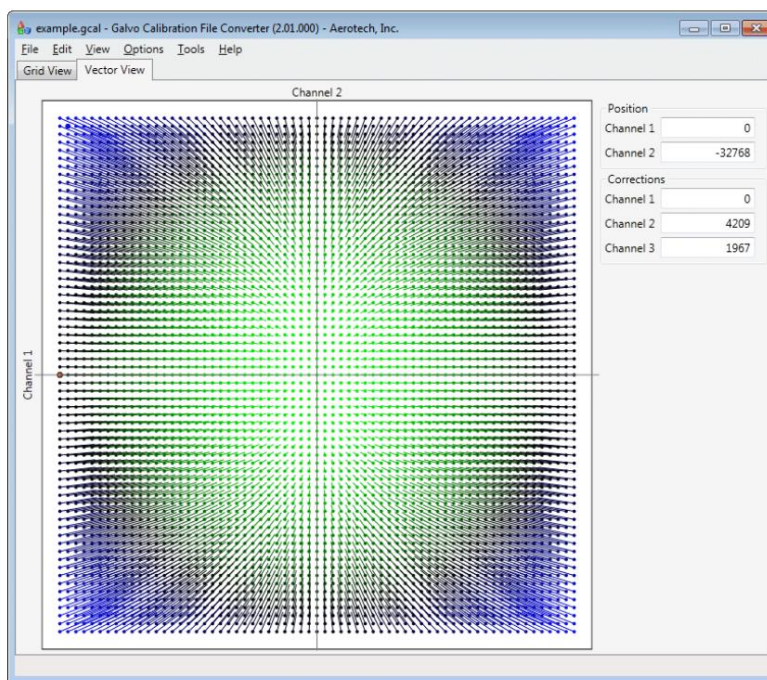 example.gcal - Galvo Calibration File Converter (2.01.000) - Aerotech, Inc.
File Edit View Options Tools Help
Grid View Vector View
Channel 2
Channel 1
Position
Channel 1 0
Channel 2 -32768
Corrections
Channel 1 0
Channel 2 4209
Channel 3 1967